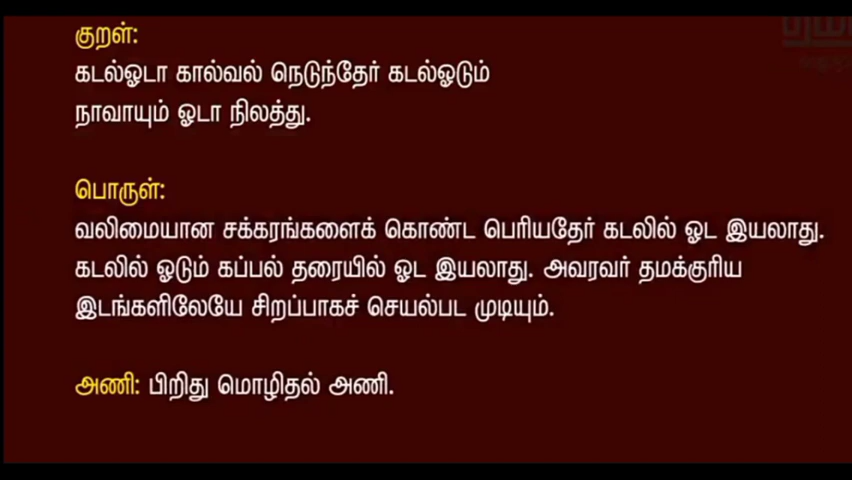 குறள்:
கடல்ஓடா கால்வல் நெடுந்தேர் கடல்ஓடும்
நாவாயும் ஓடா நிலத்து.
பொருள்:
வலிமையான சக்கரங்களைக் கொண்ட பெரியதேர் கடலில் ஓட இயலாது.
கடலில் ஓடும் கப்பல் தரையில் ஓட இயலாது. அவரவர் தமக்குரிய
இடங்களிலேயே சிறப்பாகச் செயல்பட முடியும்.
அணி: பிறிது மொழிதல் அணி.